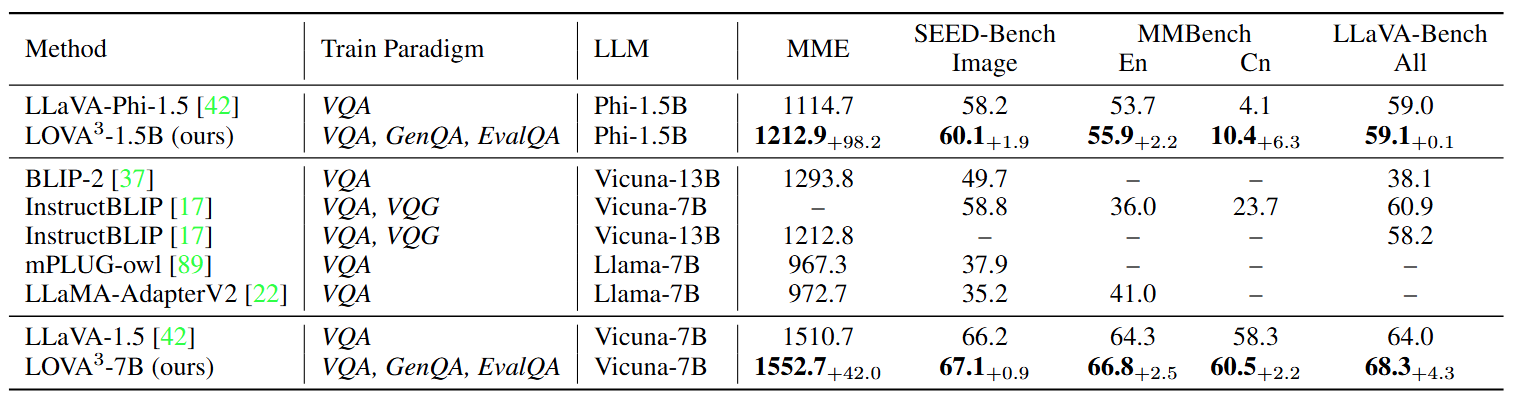 Method Train Paradigm LLM MME SEED-Bench MMBench LLaVA-Bench
Image En Cn All
LLaVA-Phi-1.5 [42] VQA Phi-1.5B 1114.7 58.2 53.7 4.1 59.0
LOVA³-1.5B (ours) VQA, GenQA, EvalQA Phi-1.5B 1212.9+98.2 60.1+1.9 55.9+2.2 10.4+6.3 59.1+0.1
BLIP-2 [37] VQA Vicuna-13B 1293.8 49.7 – – 38.1
InstructBLIP [17] VQA, VQG Vicuna-7B – 58.8 36.0 23.7 60.9
InstructBLIP [17] VQA, VQG Vicuna-13B 1212.8 – – – 58.2
mPLUG-owl [89] VQA Llama-7B 967.3 37.9 – – –
LLaMA-AdapterV2 [22] VQA Llama-7B 972.7 35.2 41.0 – –
LLaVA-1.5 [42] VQA Vicuna-7B 1510.7 66.2 64.3 58.3 64.0
LOVA³-7B (ours) VQA, GenQA, EvalQA Vicuna-7B 1552.7+42.0 67.1+0.9 66.8+2.5 60.5+2.2 68.3+4.3